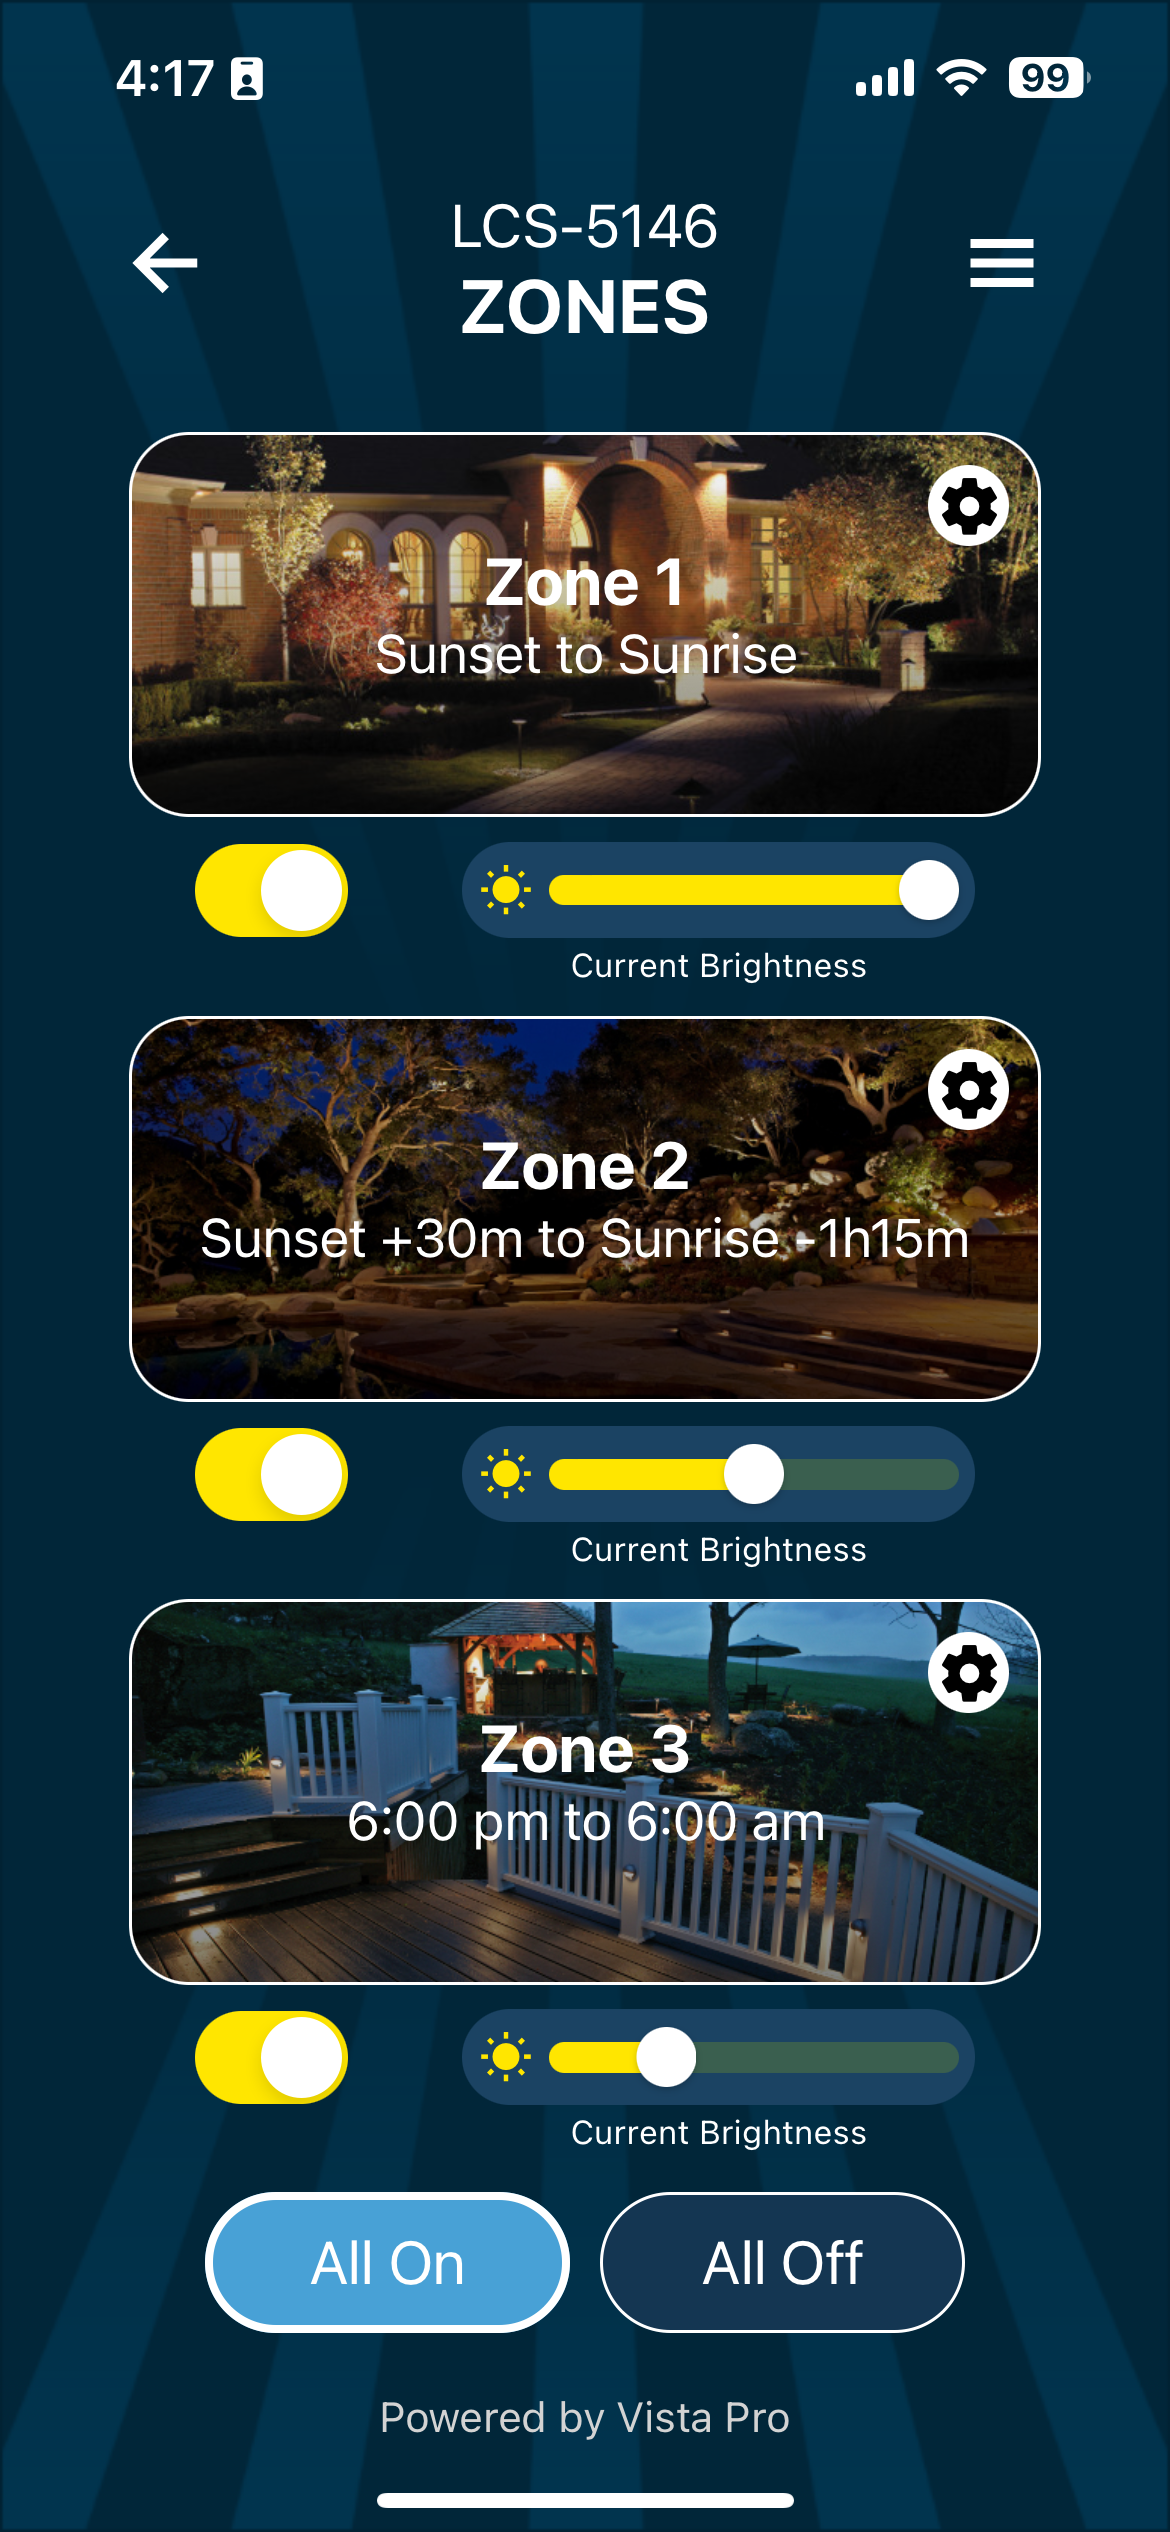 4:17
99
LCS-5146
ZONES
Zone 1
Sunset to Sunrise
Current Brightness
Zone 2
Sunset +30m to Sunrise -1h15m
Current Brightness
Zone 3
6:00 pm to 6:00 am
Current Brightness
All On
All Off
Powered by Vista Pro